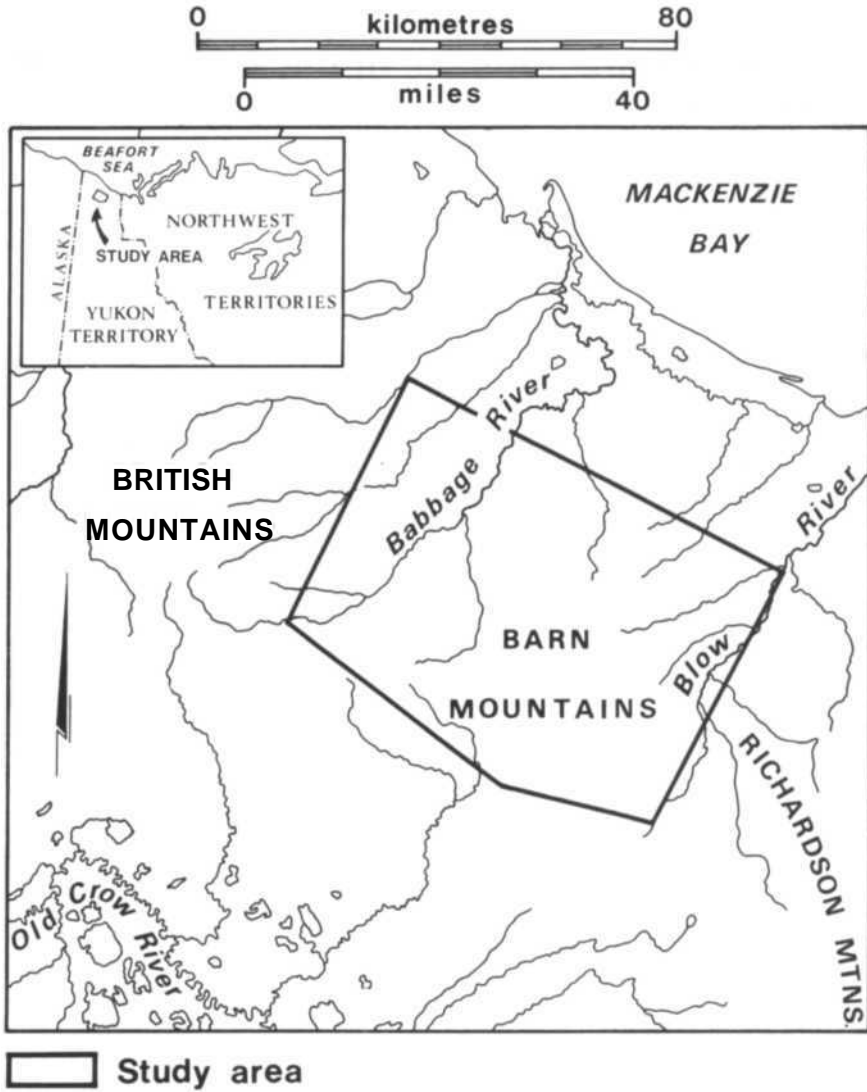 0 kilometres 80
0 miles 40
BEAFORT
SEA
ALASKA
NORTHWEST
TERRITORIES
STUDY AREA
YUKON
TERRITORY
MACKENZIE
BAY
BRITISH
MOUNTAINS
Babbage River
River
BARN
MOUNTAINS
Blow
RICHARDSON MTNS.
Old Crow River
Study area